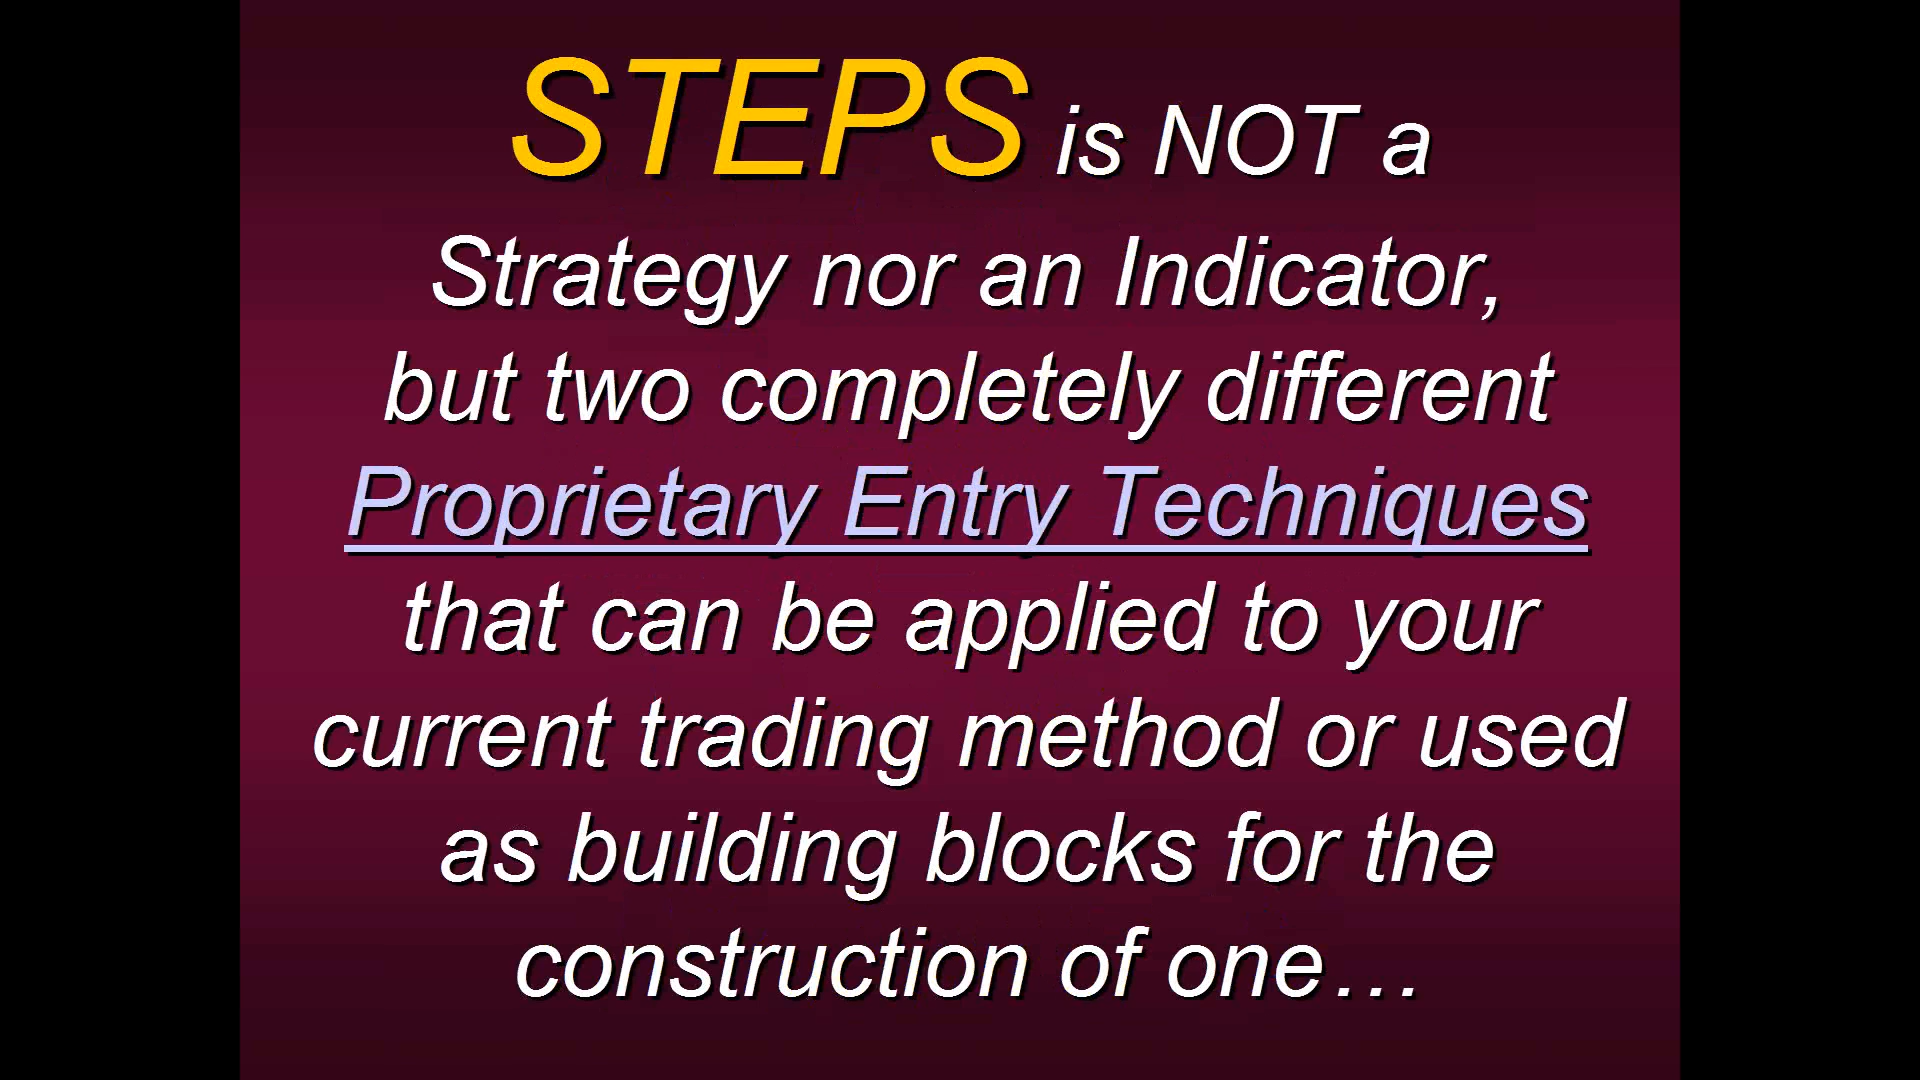 STEPS is NOT a
Strategy nor an Indicator,
but two completely different
Proprietary Entry Techniques
that can be applied to your
current trading method or used
as building blocks for the
construction of one…